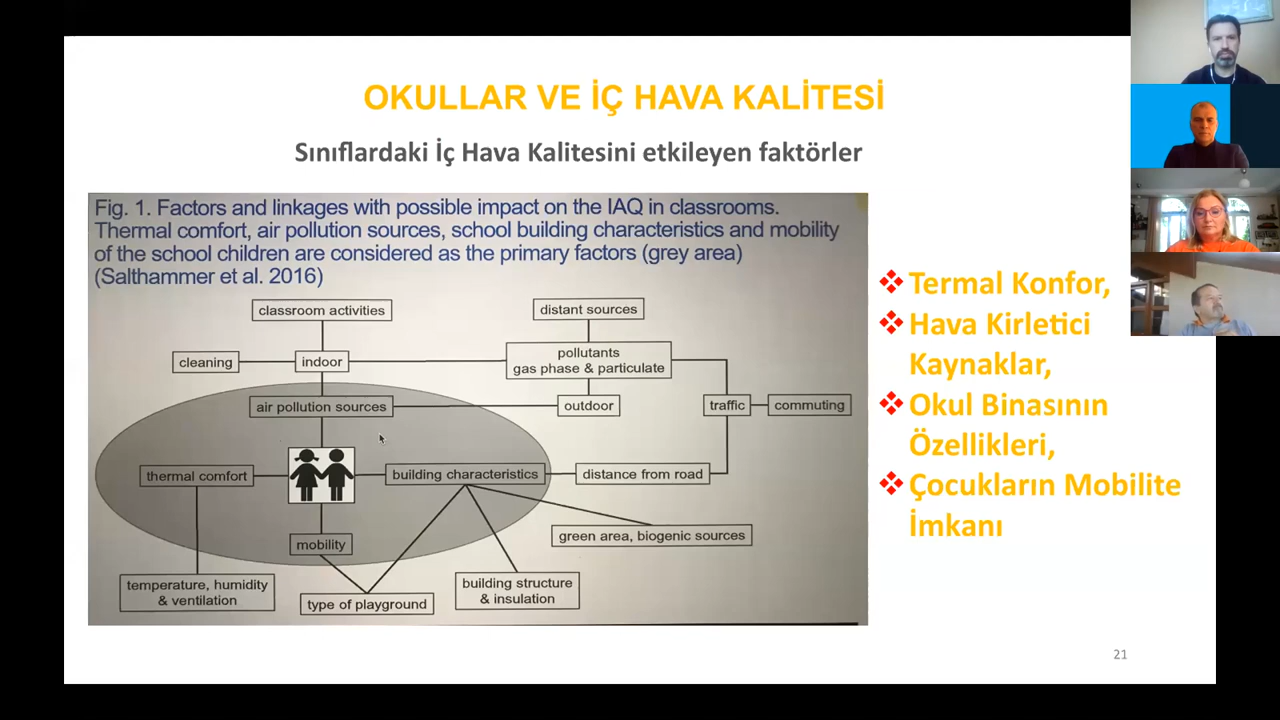 OKULLAR VE İÇ HAVA KALİTESİ
Sınıflardaki İç Hava Kalitesini etkileyen faktörler
Fig. 1. Factors and linkages with possible impact on the IAQ in classrooms.
Thermal comfort, air pollution sources, school building characteristics and mobility
of the school children are considered as the primary factors (grey area)
(Salthammer et al. 2016)
classroom activities
distant sources
cleaning
indoor
pollutants
gas phase & particulate
air pollution sources
outdoor
traffic
commuting
thermal comfort
building characteristics
distance from road
mobility
green area, biogenic sources
temperature, humidity
& ventilation
type of playground
building structure
& insulation
Termal Konfor,
Hava Kirletici
Kaynaklar,
Okul Binasının
Özellikleri,
Çocukların Mobilite
İmkanı
21